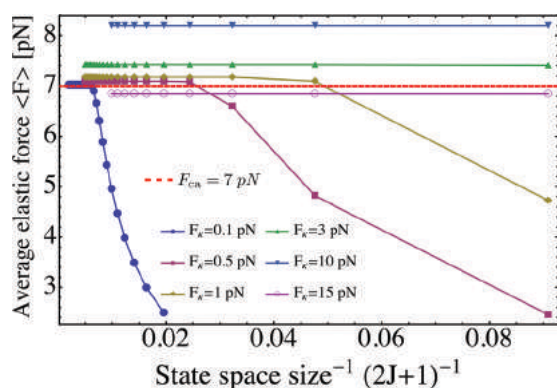 Average elastic force <F> [pN]
8
7
6
5
4
3
F_ca = 7 pN
F_κ=0.1 pN
F_κ=3 pN
F_κ=0.5 pN
F_κ=10 pN
F_κ=1 pN
F_κ=15 pN
0.02 0.04 0.06 0.08
State space size⁻¹ (2J+1)⁻¹